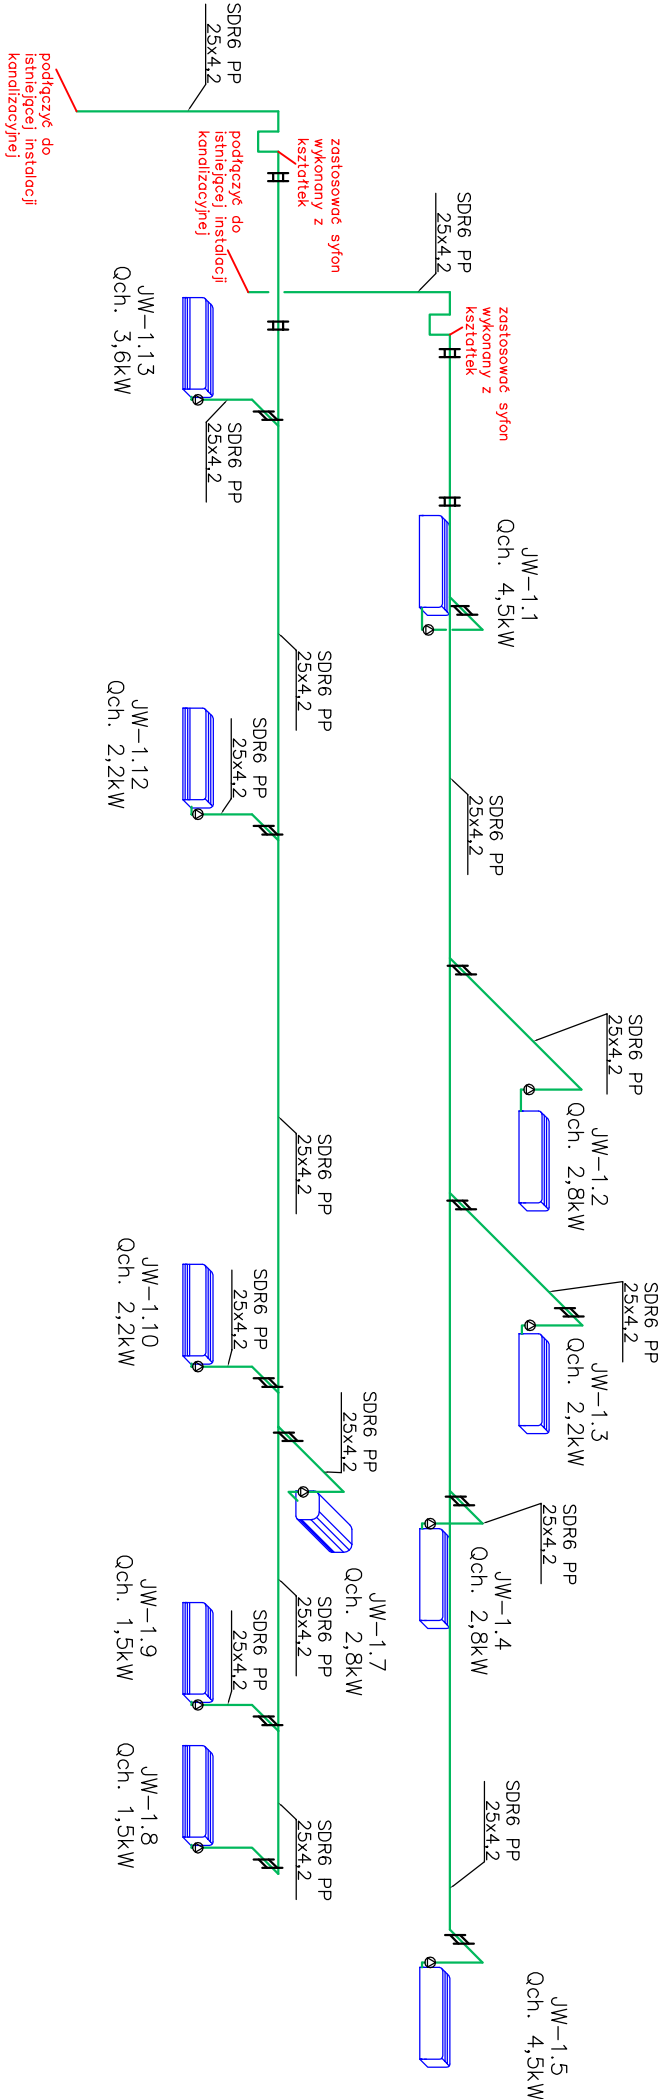 SDR6 PP
25x4,2
podłączyć do
istniejącej instalacji
kanalizacyjnej
zastosować syfon
wykonany z
kształtek
SDR6 PP
25x4,2
podłączyć do
istniejącej instalacji
kanalizacyjnej
zastosować syfon
wykonany z
kształtek
JW-1.1
Qch. 4,5kW
SDR6 PP
25x4,2
SDR6 PP
25x4,2
JW-1.2
Qch. 2,8kW
SDR6 PP
25x4,2
JW-1.3
Qch. 2,2kW
SDR6 PP
25x4,2
JW-1.4
Qch. 2,8kW
SDR6 PP
25x4,2
JW-1.5
Qch. 4,5kW
JW-1.13
Qch. 3,6kW
SDR6 PP
25x4,2
SDR6 PP
25x4,2
JW-1.12
Qch. 2,2kW
SDR6 PP
25x4,2
SDR6 PP
25x4,2
JW-1.10
Qch. 2,2kW
SDR6 PP
25x4,2
SDR6 PP
25x4,2
JW-1.7
Qch. 2,8kW
SDR6 PP
25x4,2
JW-1.9
Qch. 1,5kW
SDR6 PP
25x4,2
JW-1.8
Qch. 1,5kW
SDR6 PP
25x4,2